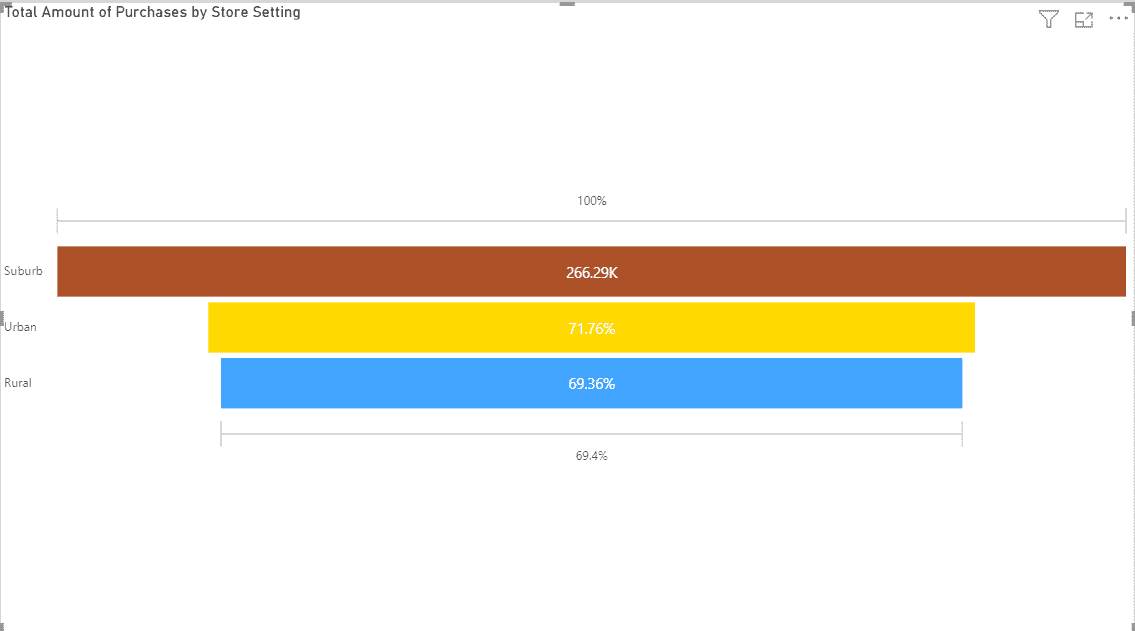 Total Amount of Purchases by Store Setting
100%
Suburb
266.29K
Urban
71.76%
Rural
69.36%
69.4%